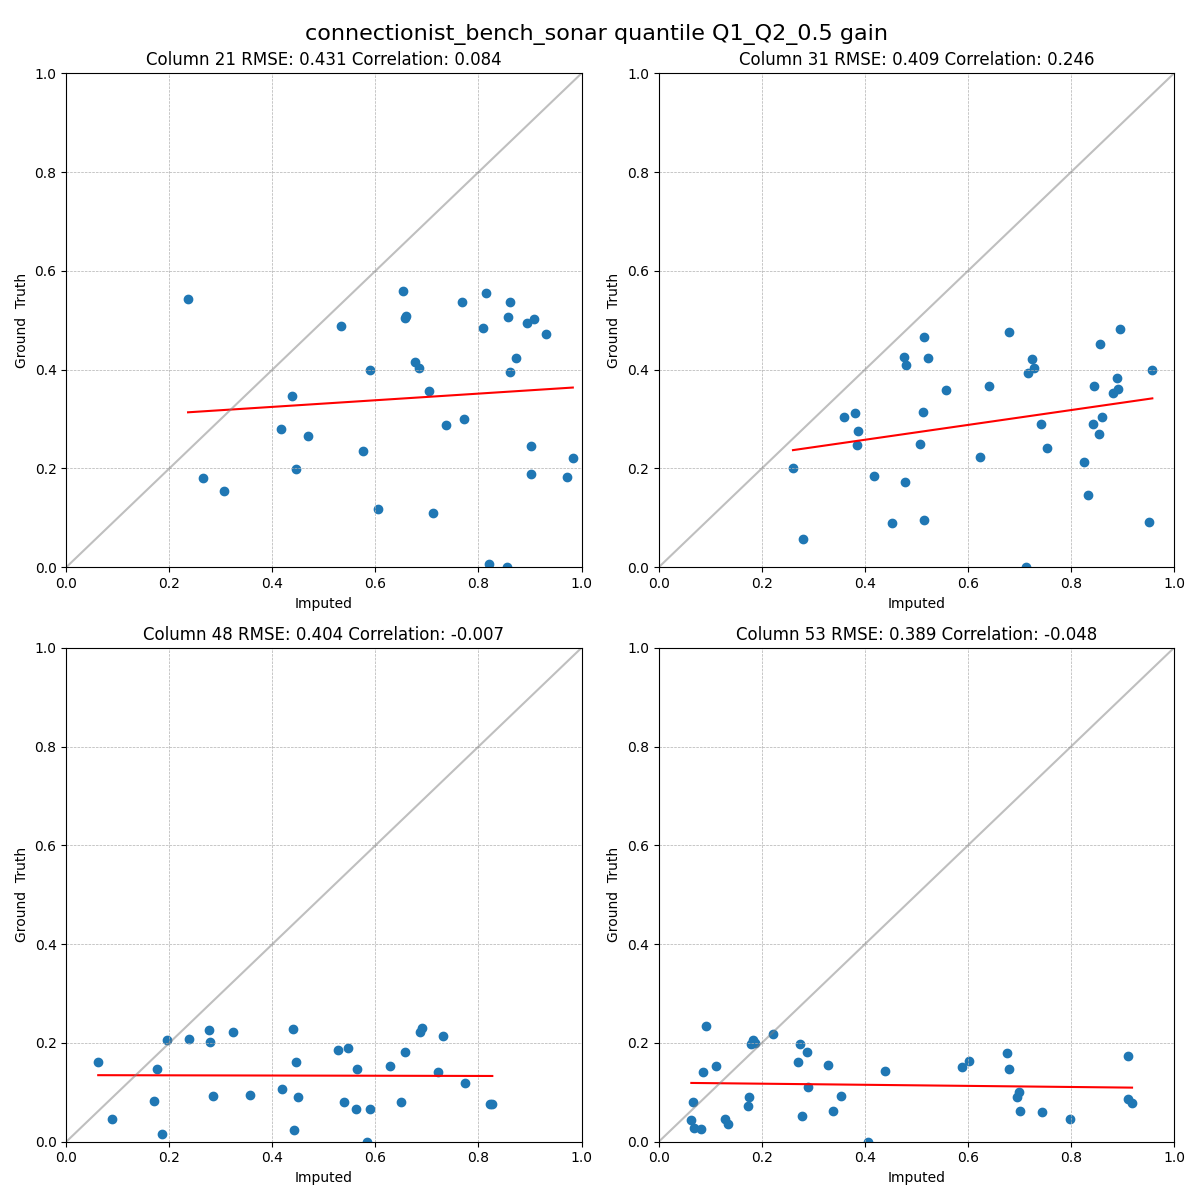 connectionist_bench_sonar quantile Q1_Q2_0.5 gain
Column 21 RMSE: 0.431 Correlation: 0.084
1.0
0.8
0.6
0.4
0.2
0.0
Ground Truth
0.0 0.2 0.4 0.6 0.8 1.0
Imputed
Column 31 RMSE: 0.409 Correlation: 0.246
1.0
0.8
0.6
0.4
0.2
0.0
Ground Truth
0.0 0.2 0.4 0.6 0.8 1.0
Imputed
Column 48 RMSE: 0.404 Correlation: -0.007
1.0
0.8
0.6
0.4
0.2
0.0
Ground Truth
0.0 0.2 0.4 0.6 0.8 1.0
Imputed
Column 53 RMSE: 0.389 Correlation: -0.048
1.0
0.8
0.6
0.4
0.2
0.0
Ground Truth
0.0 0.2 0.4 0.6 0.8 1.0
Imputed